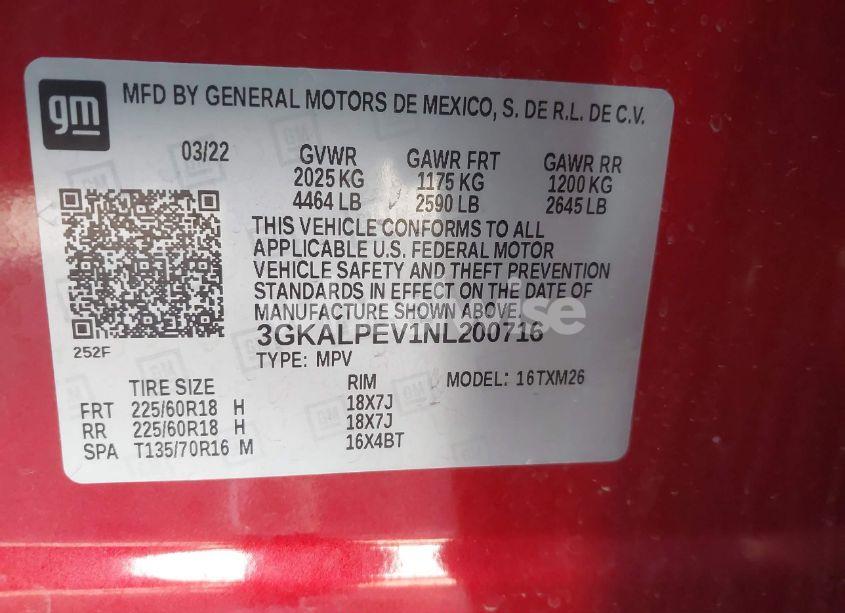 gm
MFD BY GENERAL MOTORS DE MEXICO, S. DE R.L. DE C.V.
03/22
GVWR GAWR FRT GAWR RR
2025 KG 1175 KG 1200 KG
4464 LB 2590 LB 2645 LB
THIS VEHICLE CONFORMS TO ALL
APPLICABLE U.S. FEDERAL MOTOR
VEHICLE SAFETY AND THEFT PREVENTION
STANDARDS IN EFFECT ON THE DATE OF
MANUFACTURE SHOWN ABOVE.
252F
3GKALPEV1NL200716
TYPE: MPV
TIRE SIZE RIM MODEL: 16TXM26
FRT 225/60R18 H 18X7J
RR 225/60R18 H 18X7J
SPA T135/70R16 M 16X4BT